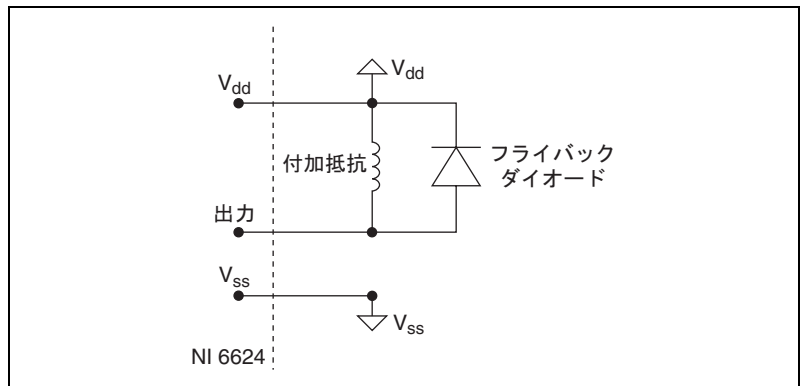 Vdd
Vdd
付加抵抗
フライバック
ダイオード
出力
Vss
Vss
NI 6624